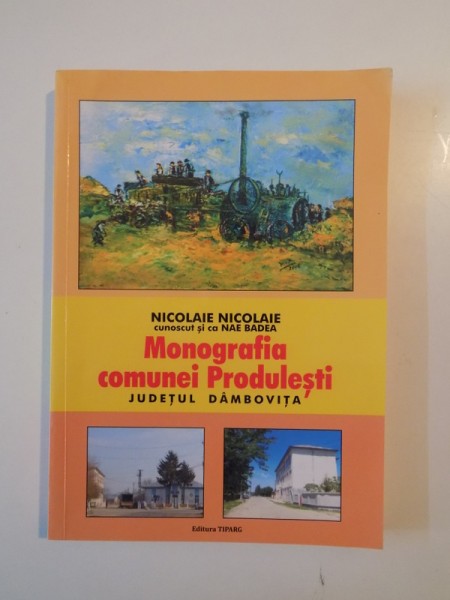 NICOLAIE NICOLAIE
cunoscut și ca NAE BADEA
Monografia
comunei Produlești
JUDEȚUL DÂMBOVIȚA
Editura TIPARG